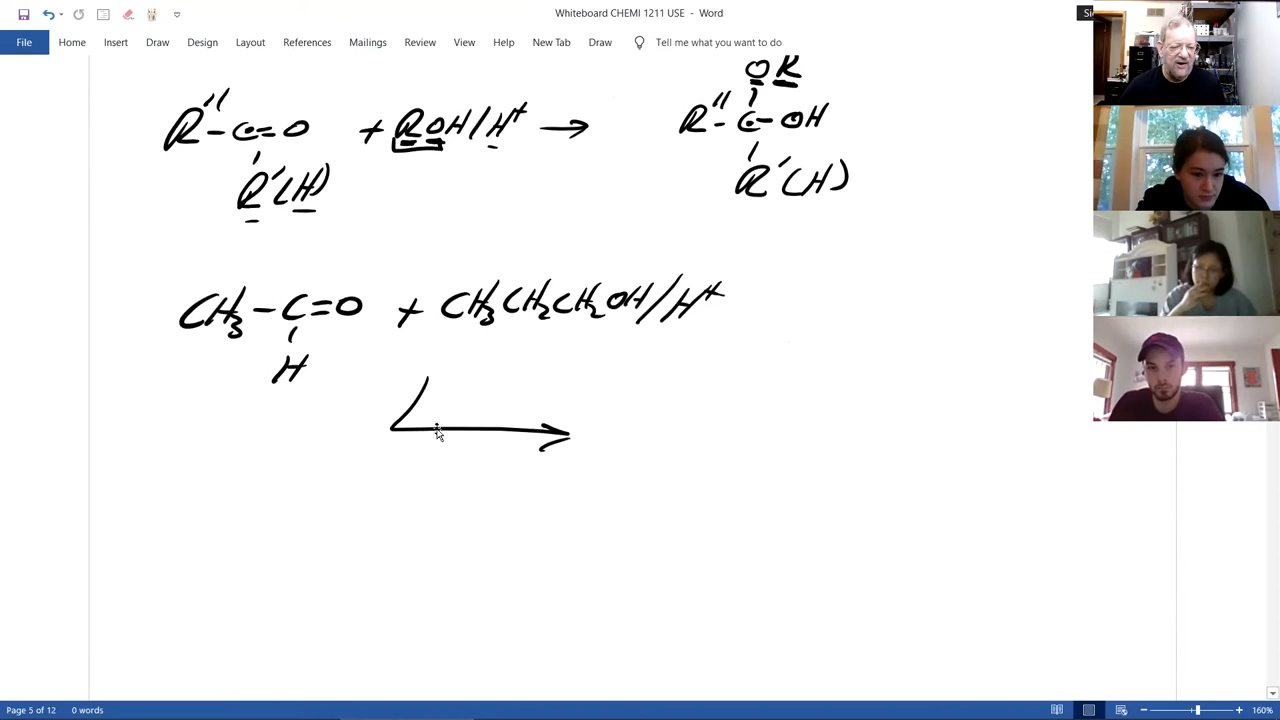 Whiteboard CHEMI 1211 USE - Word
File Home Insert Draw Design Layout References Mailings Review View Help New Tab Draw Tell me what you want to do
OR
R'' - C = O + ROH/H+ → R'' - C - OH
R'(H) R'(H)
CH3 - C = O + CH3CH2CH2OH/H+
H
Page 5 of 12 0 words 160%